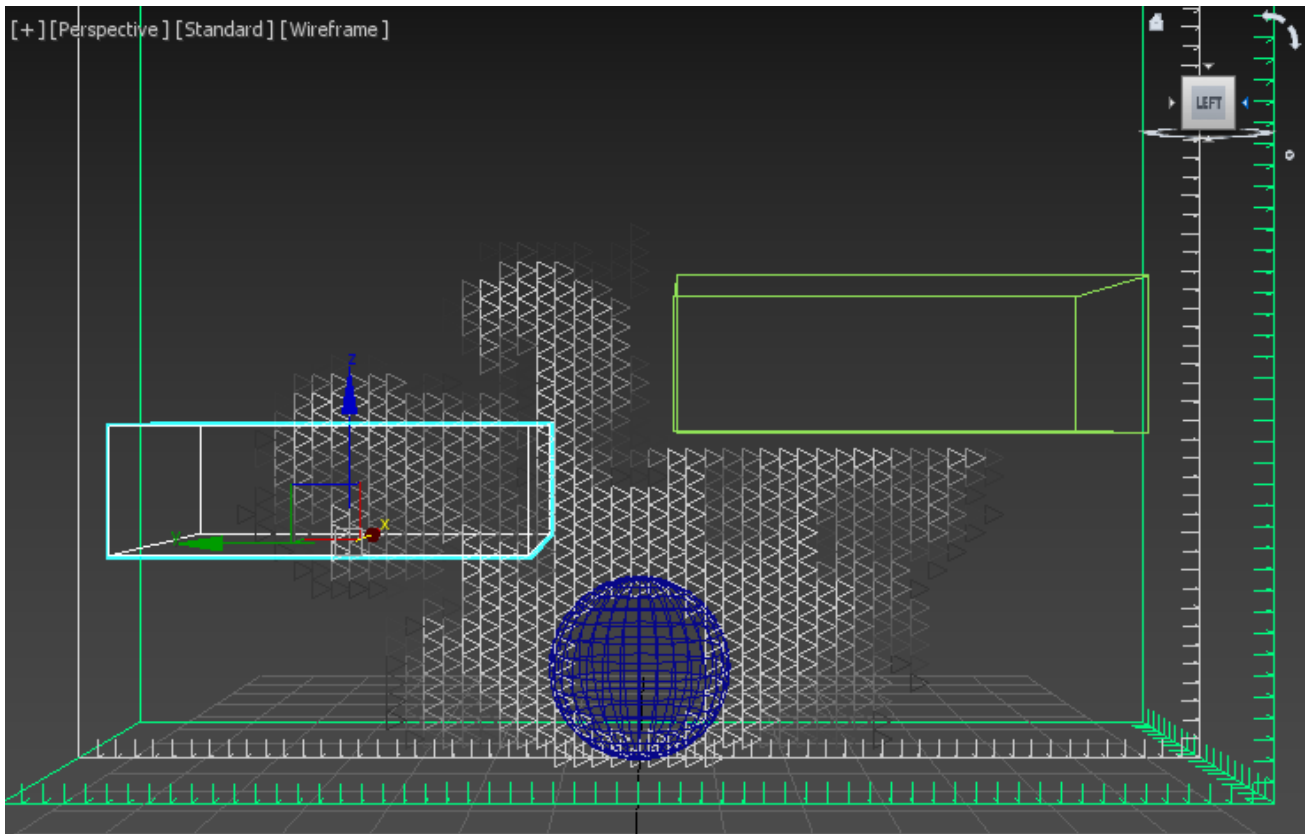 [+] [Perspective ] [Standard ] [Wireframe ]
LEFT
z
x
y